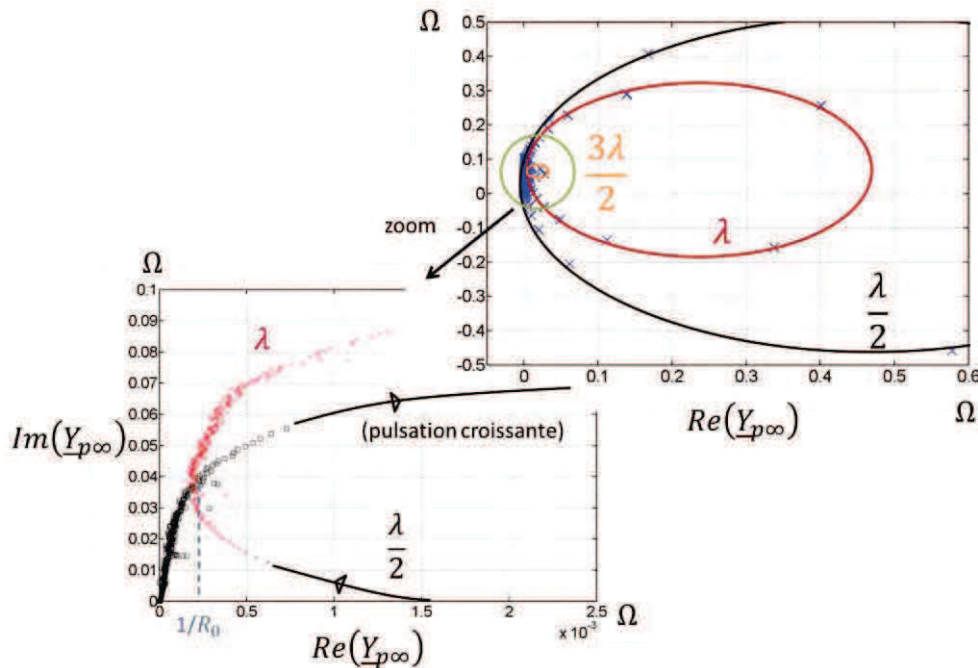 Ω
0.5
0.4
0.3
0.2
0.1
0
-0.1
-0.2
-0.3
-0.4
-0.5
3λ/2
λ
λ/2
0 0.1 0.2 0.3 0.4 0.5 0.6
Re(Y_p∞) Ω
zoom
Ω
0.1
0.09
0.08
0.07
0.06
0.05
0.04
0.03
0.02
0.01
0
Im(Y_p∞)
λ
(pulsation croissante)
λ/2
0 0.5 1 1.5 2 2.5 Ω
x 10^-3
1/R_0
Re(Y_p∞)